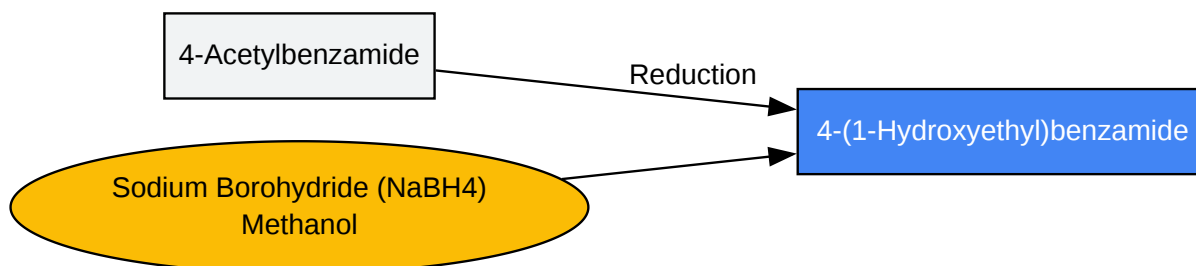 4-Acetylbenzamide
Reduction
4-(1-Hydroxyethyl)benzamide
Sodium Borohydride (NaBH4)
Methanol